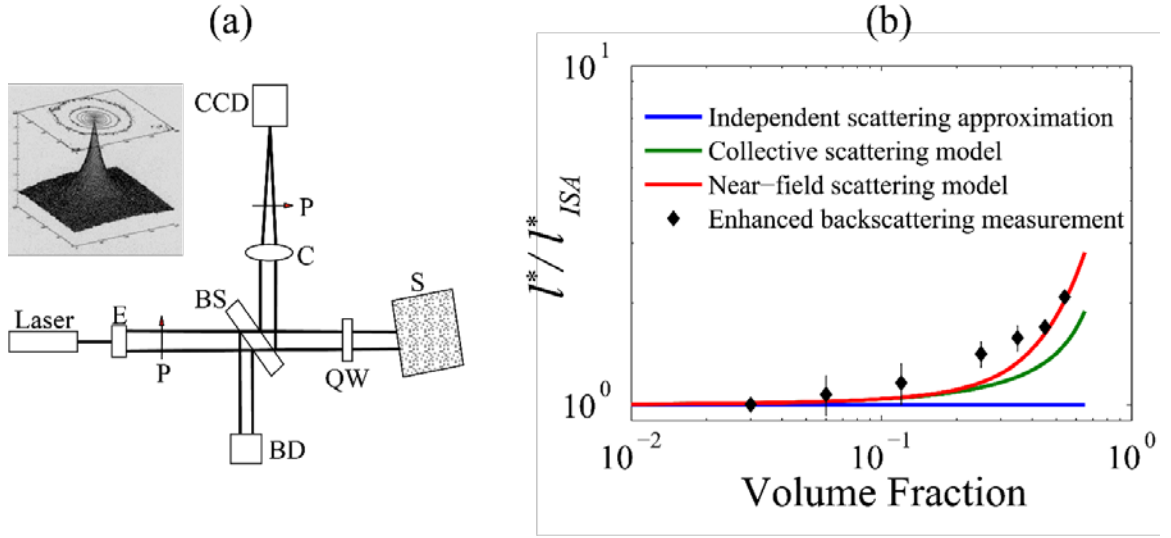 (a)
CCD
P
C
BS
S
Laser
E
P
QW
BD
(b)
10^1
Independent scattering approximation
Collective scattering model
Near-field scattering model
Enhanced backscattering measurement
l^*/l^*_{ISA}
10^0
10^{-2}
10^{-1}
10^0
Volume Fraction